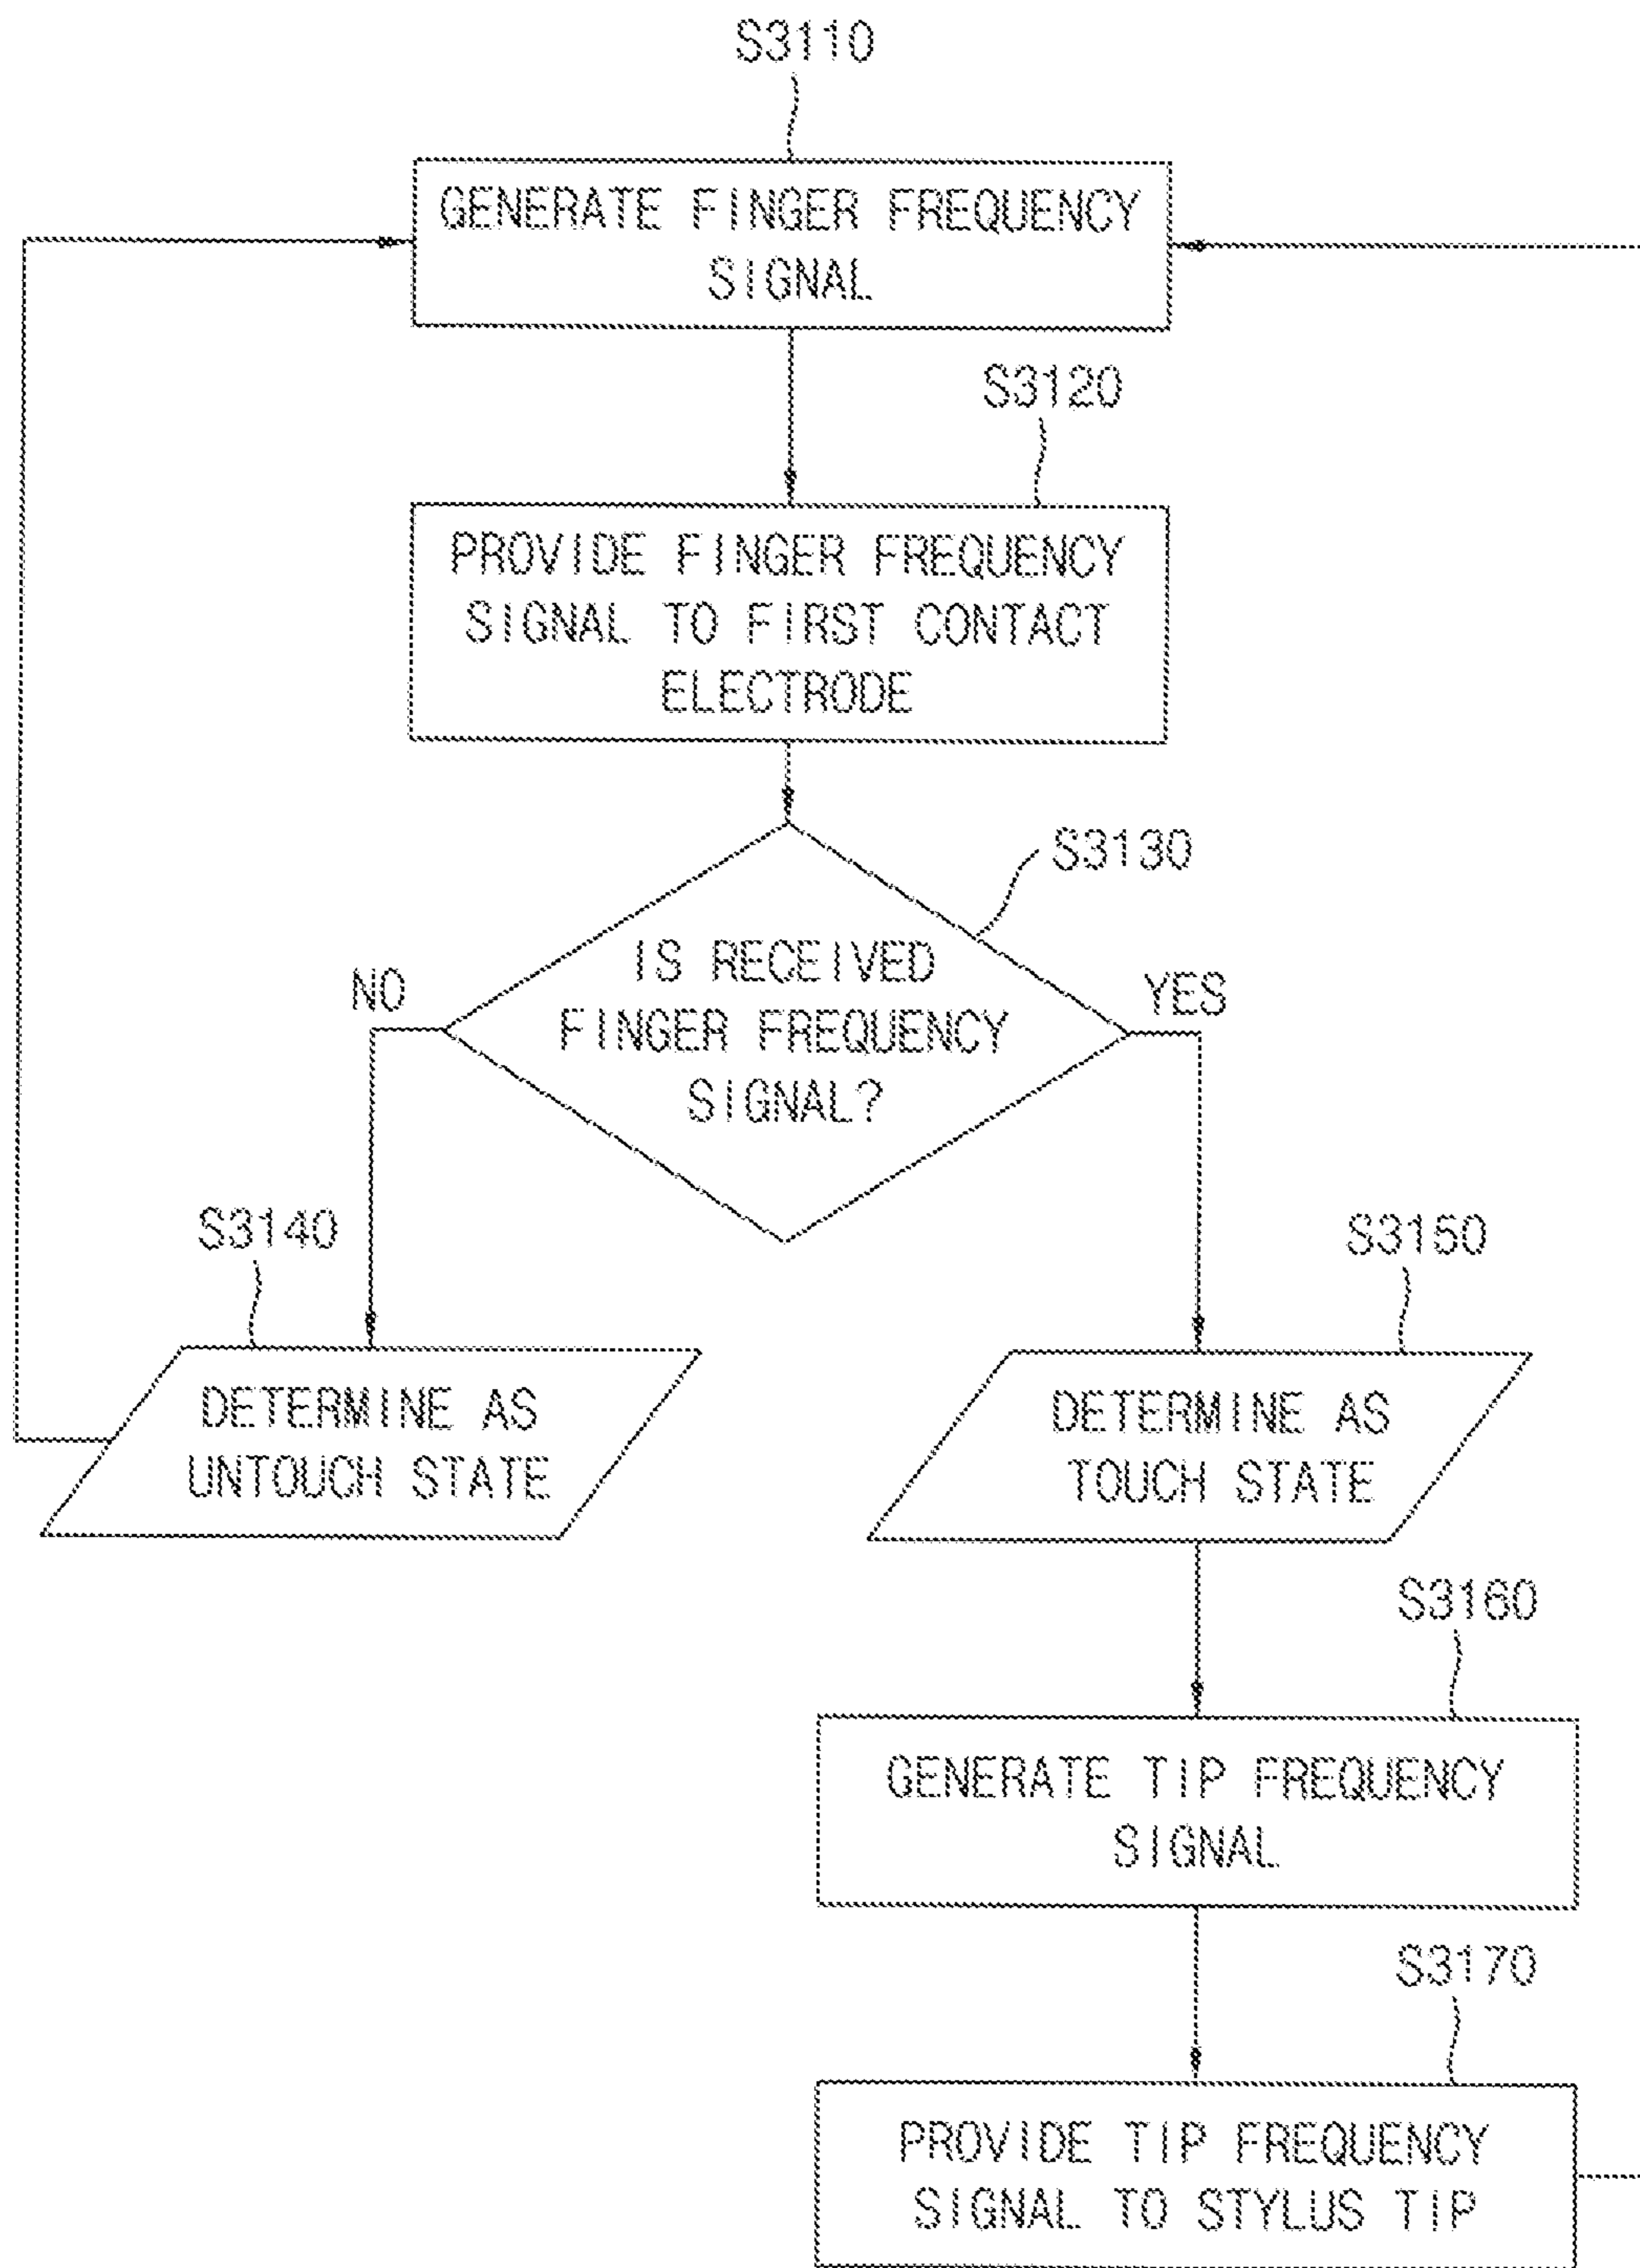 S3110
GENERATE FINGER FREQUENCY
SIGNAL
S3120
PROVIDE FINGER FREQUENCY
SIGNAL TO FIRST CONTACT
ELECTRODE
S3130
IS RECEIVED
FINGER FREQUENCY
SIGNAL?
NO
YES
S3140
DETERMINE AS
UNTOUCH STATE
S3150
DETERMINE AS
TOUCH STATE
S3160
GENERATE TIP FREQUENCY
SIGNAL
S3170
PROVIDE TIP FREQUENCY
SIGNAL TO STYLUS TIP